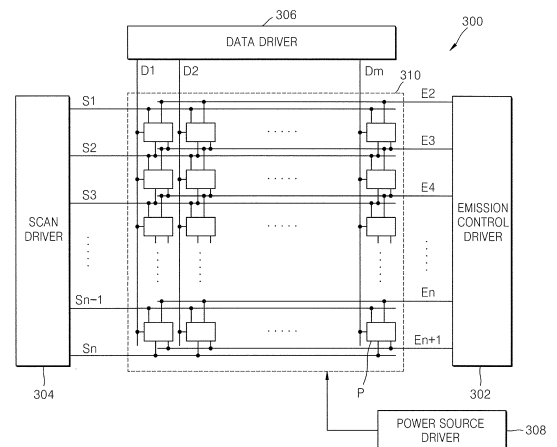 306
DATA DRIVER
300
D1 D2 Dm
310
S1 E2
S2 E3
S3 E4
SCAN
DRIVER
EMISSION
CONTROL
DRIVER
Sn-1 En
Sn En+1
304
P
302
POWER SOURCE
DRIVER
308